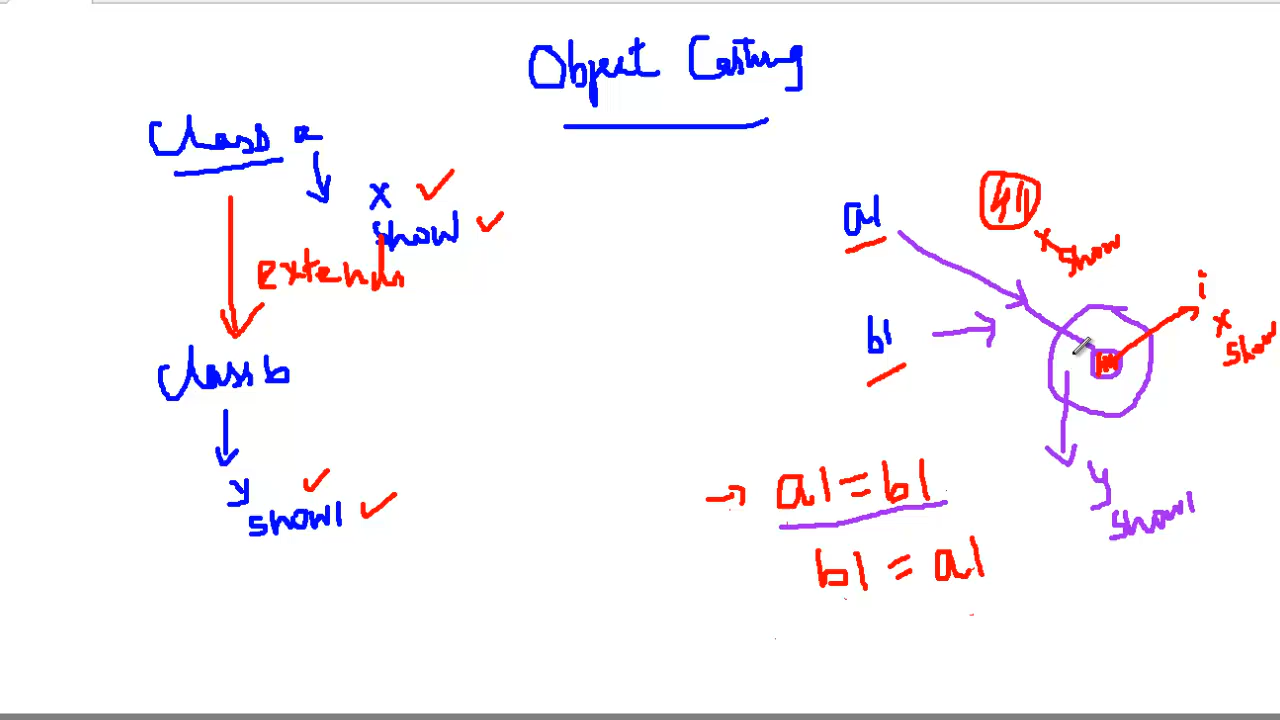 Object Casting
Class a
x
show
extends
Class b
y
show1
a1
x
show
i
x
show
b1
y
show1
a1 = b1
b1 = a1